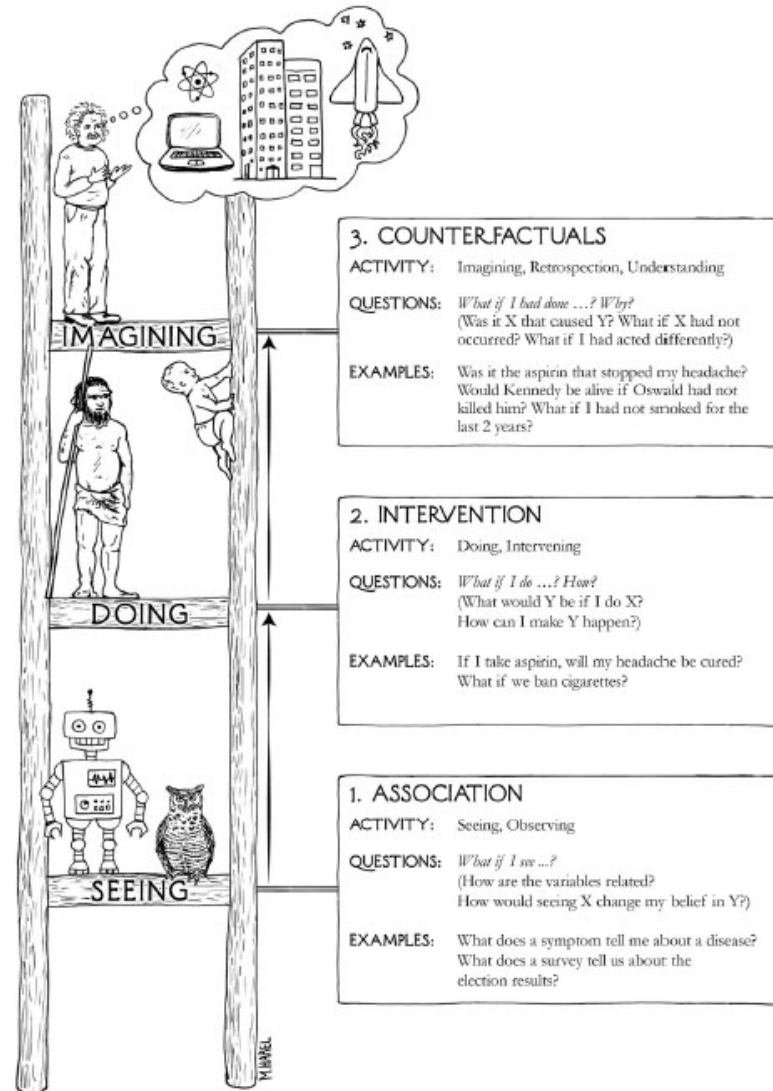 3. COUNTERFACTUALS
ACTIVITY: Imagining, Retrospection, Understanding
QUESTIONS: What if I had done …? Why?
(Was it X that caused Y? What if X had not
occurred? What if I had acted differently?)
EXAMPLES: Was it the aspirin that stopped my headache?
Would Kennedy be alive if Oswald had not
killed him? What if I had not smoked for the
last 2 years?
IMAGINING
2. INTERVENTION
ACTIVITY: Doing, Intervening
QUESTIONS: What if I do …? How?
(What would Y be if I do X?
How can I make Y happen?)
EXAMPLES: If I take aspirin, will my headache be cured?
What if we ban cigarettes?
DOING
1. ASSOCIATION
ACTIVITY: Seeing, Observing
QUESTIONS: What if I see ...?
(How are the variables related?
How would seeing X change my belief in Y?)
EXAMPLES: What does a symptom tell me about a disease?
What does a survey tell us about the
election results?
SEEING
M.HAREL